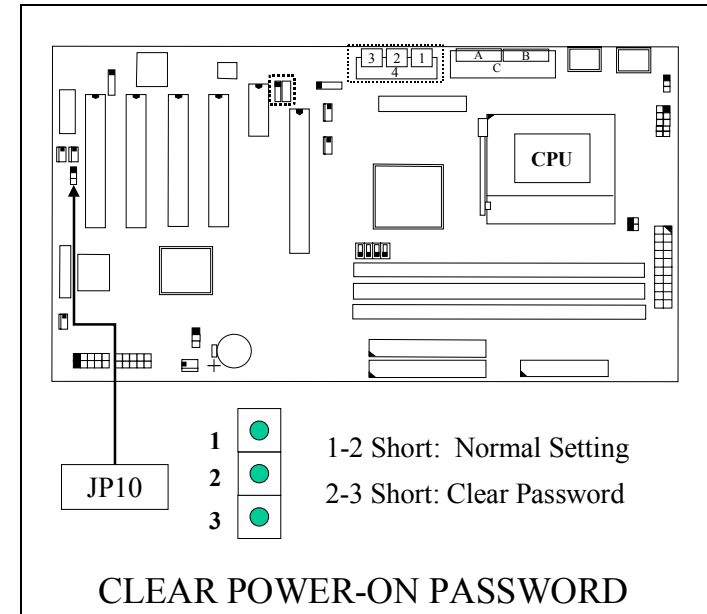 3 2 1
4
A B
C
CPU
+
JP10
1
2
3
1-2 Short: Normal Setting
2-3 Short: Clear Password
CLEAR POWER-ON PASSWORD